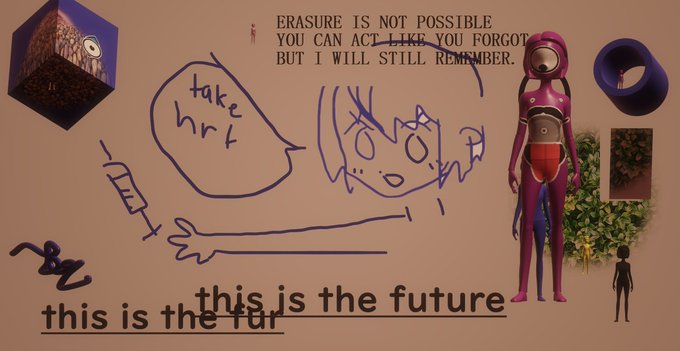 ERASURE IS NOT POSSIBLE
YOU CAN ACT LIKE YOU FORGOT
BUT I WILL STILL REMEMBER.
take
hrt
this is the future
this is the fur